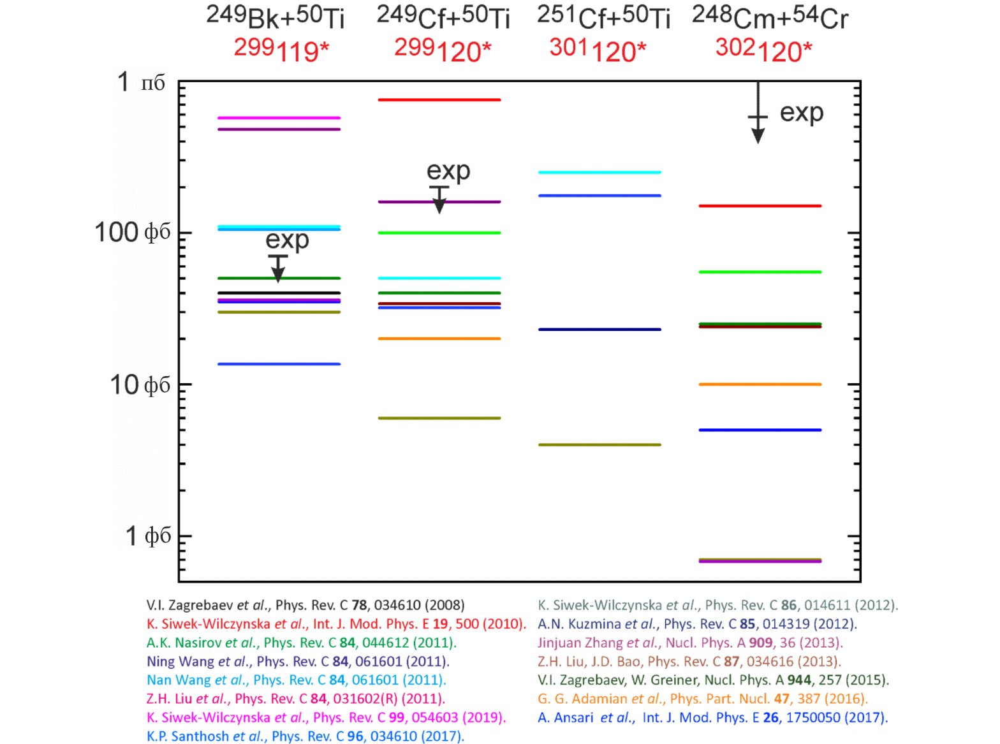 249Bk+50Ti 249Cf+50Ti 251Cf+50Ti 248Cm+54Cr
299119* 299120* 301120* 302120*
1 пб
exp
exp
100 фб
exp
10 фб
1 фб
V.I. Zagrebaev et al., Phys. Rev. C 78, 034610 (2008)
K. Siwek-Wilczynska et al., Int. J. Mod. Phys. E 19, 500 (2010).
A.K. Nasirov et al., Phys. Rev. C 84, 044612 (2011).
Ning Wang et al., Phys. Rev. C 84, 061601 (2011).
Nan Wang et al., Phys. Rev. C 84, 061601 (2011).
Z.H. Liu et al., Phys. Rev. C 84, 031602(R) (2011).
K. Siwek-Wilczynska et al., Phys. Rev. C 99, 054603 (2019).
K.P. Santhosh et al., Phys. Rev. C 96, 034610 (2017).
K. Siwek-Wilczynska et al., Phys. Rev. C 86, 014611 (2012).
A.N. Kuzmina et al., Phys. Rev. C 85, 014319 (2012).
Jinjuan Zhang et al., Nucl. Phys. A 909, 36 (2013).
Z.H. Liu, J.D. Bao, Phys. Rev. C 87, 034616 (2013).
V.I. Zagrebaev, W. Greiner, Nucl. Phys. A 944, 257 (2015).
G. G. Adamian et al., Phys. Part. Nucl. 47, 387 (2016).
A. Ansari et al., Int. J. Mod. Phys. E 26, 1750050 (2017).